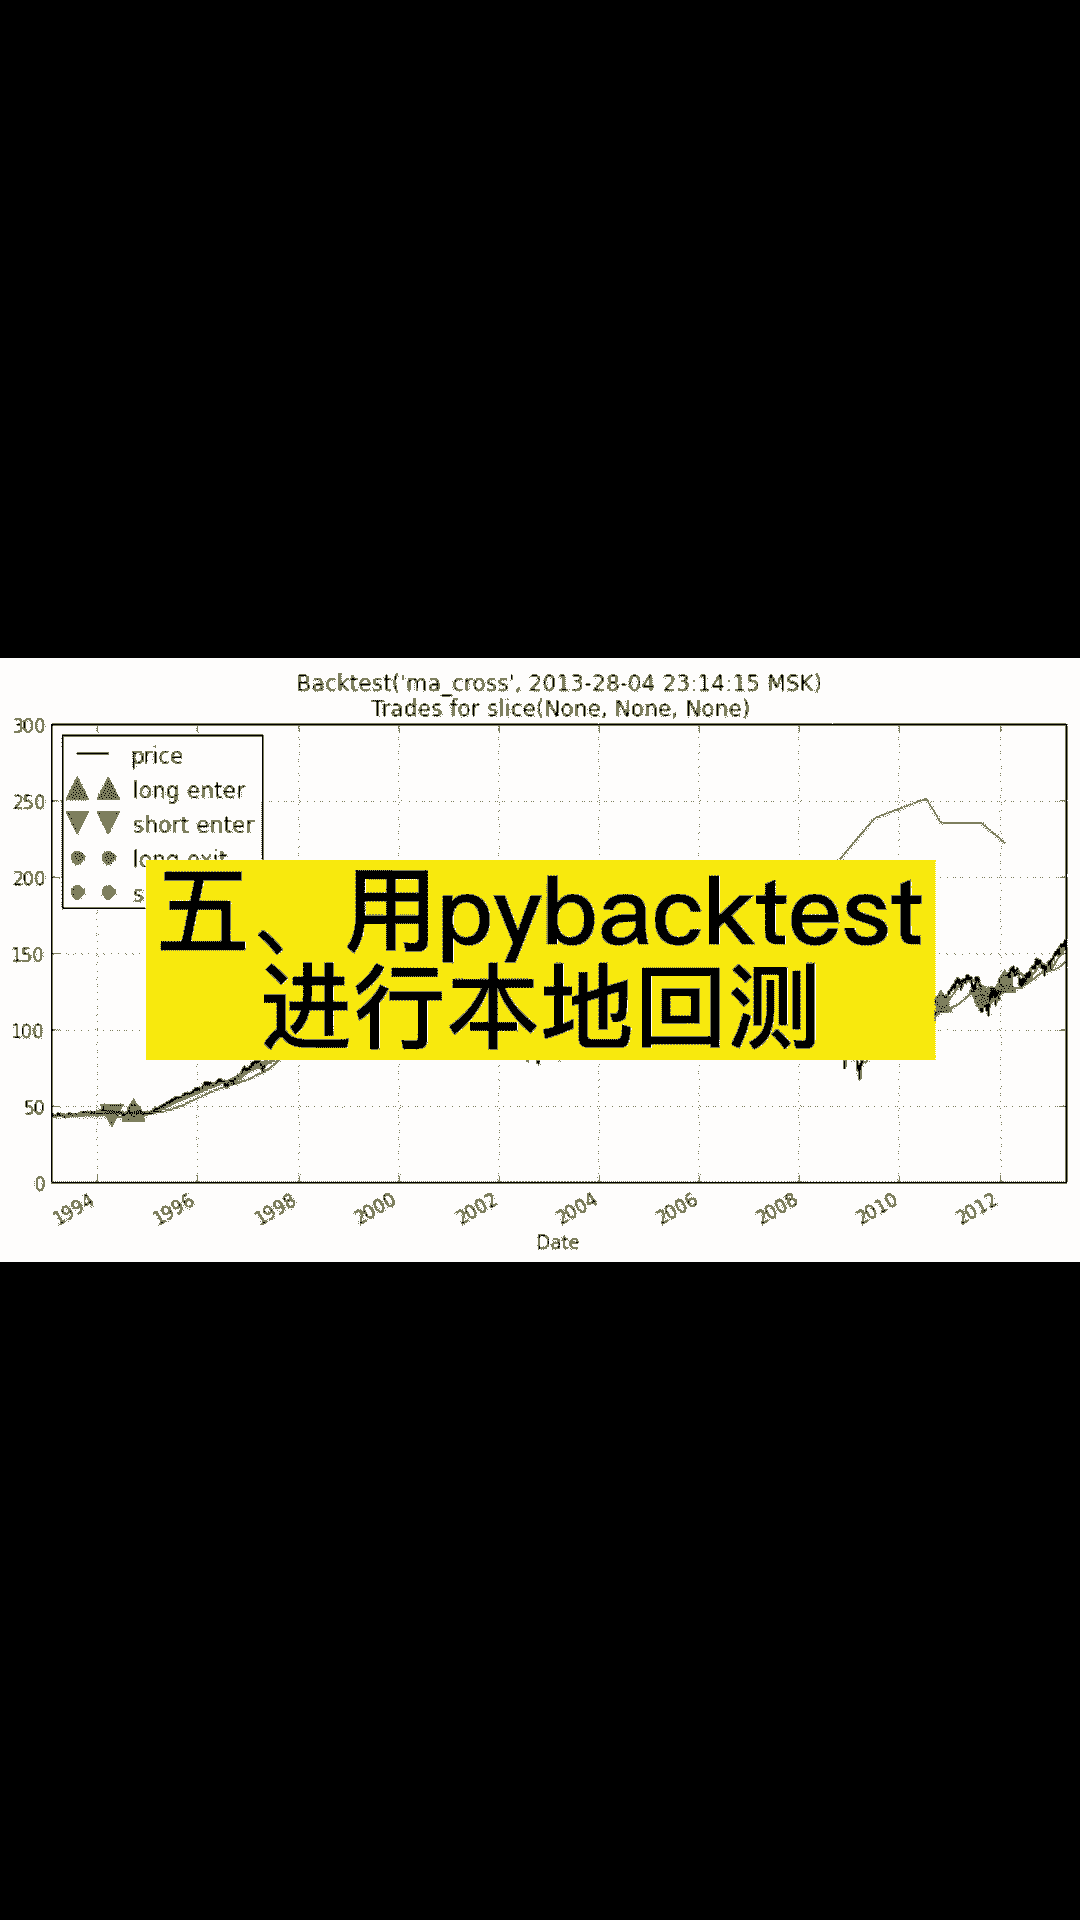 Backtest('ma_cross', 2013-28-04 23:14:15 MSK)
Trades for slice(None, None, None)
300
250
200
150
100
50
0
price
long enter
short enter
long exit
五、用pybacktest
进行本地回测
1994
1996
1998
2000
2002
2004
2006
2008
2010
2012
Date